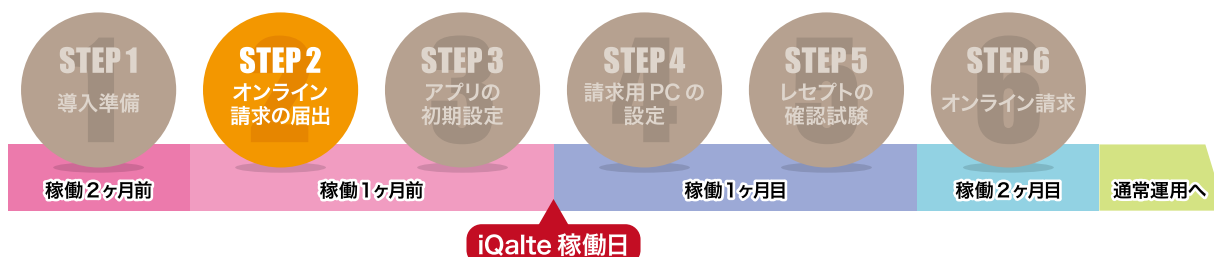 STEP 1
導入準備
STEP 2
オンライン
請求の届出
STEP 3
アプリの
初期設定
STEP 4
請求用PCの
設定
STEP 5
レセプトの
確認試験
STEP 6
オンライン請求
稼働2ヶ月前
稼働1ヶ月前
稼働1ヶ月目
稼働2ヶ月目
通常運用へ
iQalte 稼働日